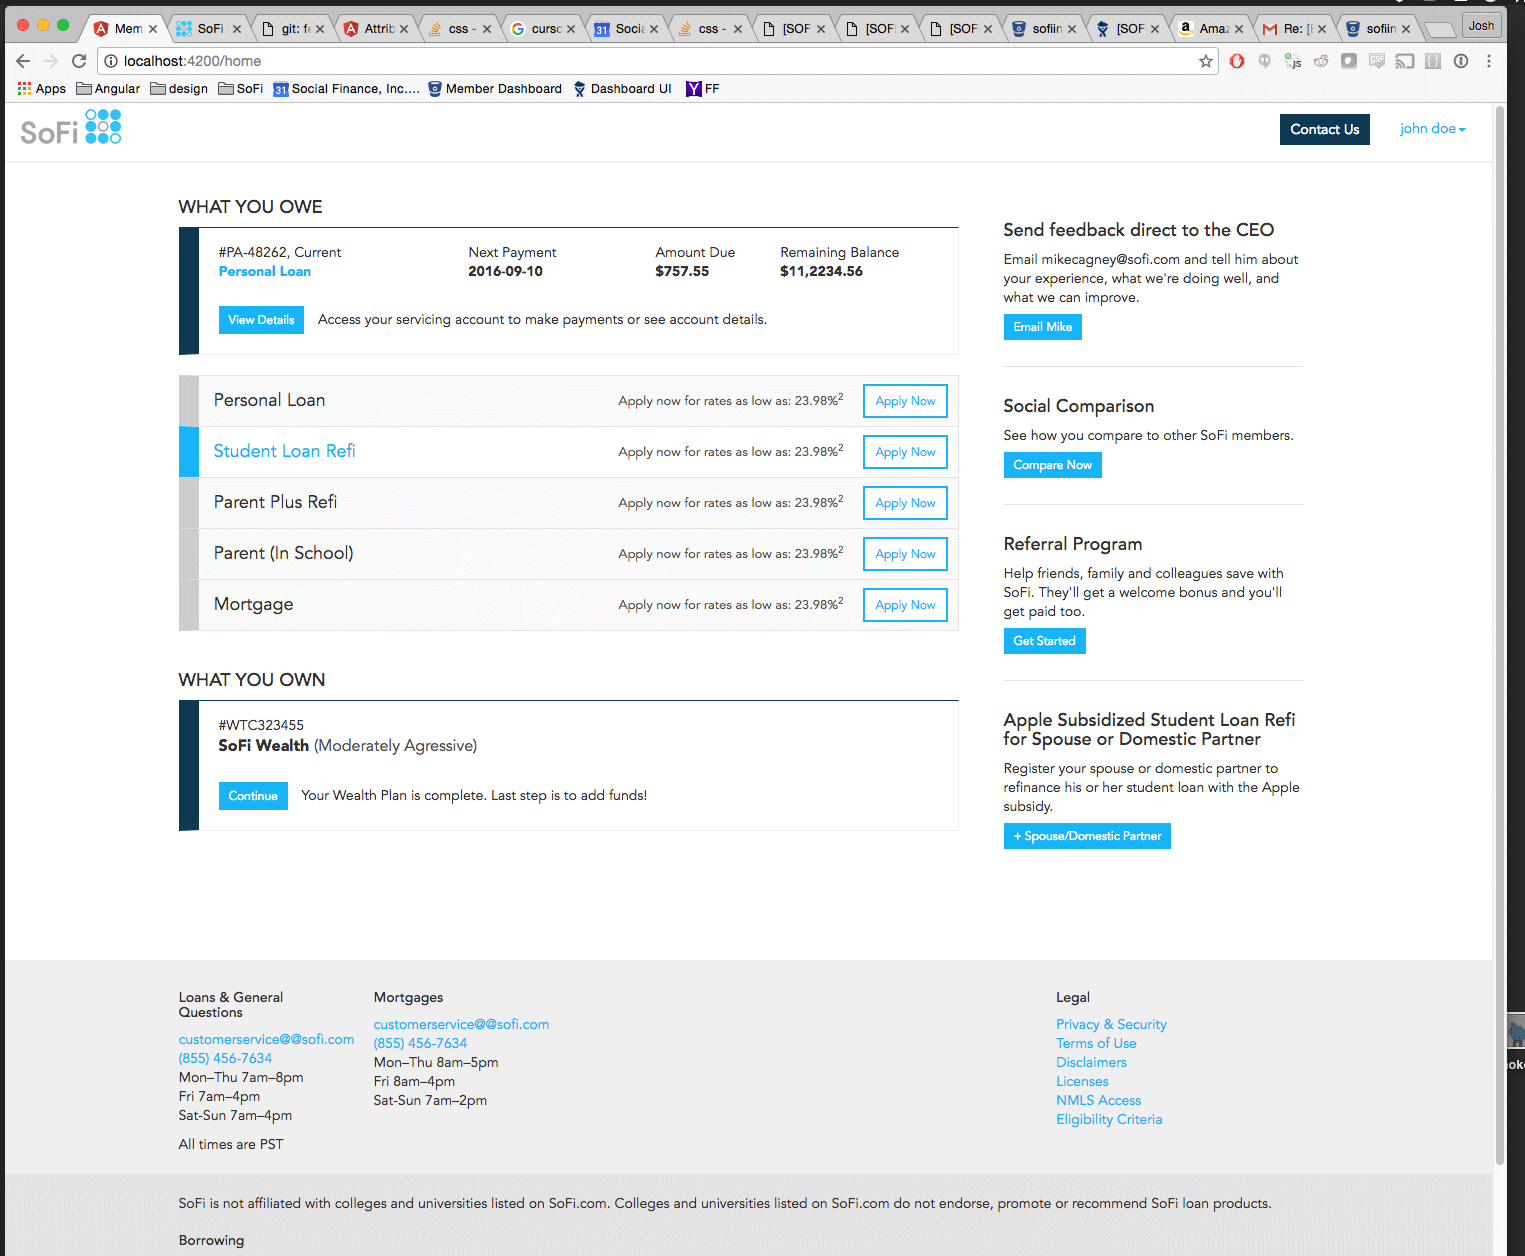 Mem
SoFi
git: fe
Attrib
css -
curso
Socia
css -
[SOF
[SOFI
[SOF
sofiin
[SOF
Amaz
Re: [
sofiin
Josh
localhost:4200/home
Apps
Angular
design
SoFi
31 Social Finance, Inc....
Member Dashboard
Dashboard UI
Y FF
SoFi
Contact Us
john doe
WHAT YOU OWE
#PA-48262, Current
Personal Loan
Next Payment
2016-09-10
Amount Due
$757.55
Remaining Balance
$11,2234.56
View Details
Access your servicing account to make payments or see account details.
Personal Loan
Apply now for rates as low as: 23.98%2
Apply Now
Student Loan Refi
Apply now for rates as low as: 23.98%2
Apply Now
Parent Plus Refi
Apply now for rates as low as: 23.98%2
Apply Now
Parent (In School)
Apply now for rates as low as: 23.98%2
Apply Now
Mortgage
Apply now for rates as low as: 23.98%2
Apply Now
WHAT YOU OWN
#WTC323455
SoFi Wealth (Moderately Agressive)
Continue
Your Wealth Plan is complete. Last step is to add funds!
Send feedback direct to the CEO
Email mikecagney@sofi.com and tell him about
your experience, what we're doing well, and
what we can improve.
Email Mike
Social Comparison
See how you compare to other SoFi members.
Compare Now
Referral Program
Help friends, family and colleagues save with
SoFi. They'll get a welcome bonus and you'll
get paid too.
Get Started
Apple Subsidized Student Loan Refi
for Spouse or Domestic Partner
Register your spouse or domestic partner to
refinance his or her student loan with the Apple
subsidy.
+ Spouse/Domestic Partner
Loans & General
Questions
customerservice@@sofi.com
(855) 456-7634
Mon–Thu 7am–8pm
Fri 7am–4pm
Sat-Sun 7am–4pm
All times are PST
Mortgages
customerservice@@sofi.com
(855) 456-7634
Mon–Thu 8am–5pm
Fri 8am–4pm
Sat-Sun 7am–2pm
Legal
Privacy & Security
Terms of Use
Disclaimers
Licenses
NMLS Access
Eligibility Criteria
SoFi is not affiliated with colleges and universities listed on SoFi.com. Colleges and universities listed on SoFi.com do not endorse, promote or recommend SoFi loan products.
Borrowing